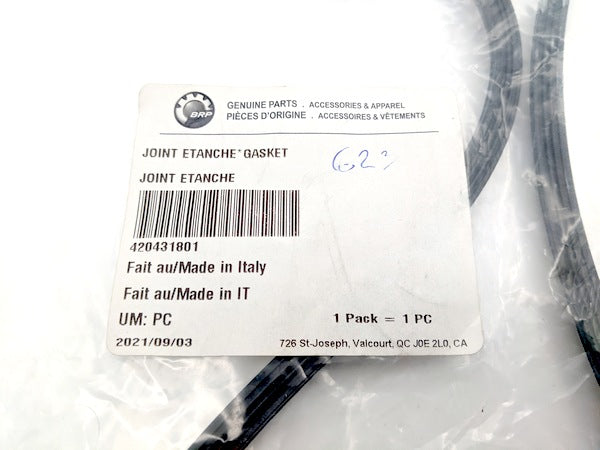 BRP
GENUINE PARTS . ACCESSORIES & APPAREL
PIÈCES D'ORIGINE . ACCESSOIRES & VÊTEMENTS
JOINT ETANCHE*GASKET
JOINT ETANCHE
420431801
Fait au/Made in Italy
Fait au/Made in IT
UM: PC
1 Pack = 1 PC
2021/09/03
726 St-Joseph, Valcourt, QC J0E 2L0, CA